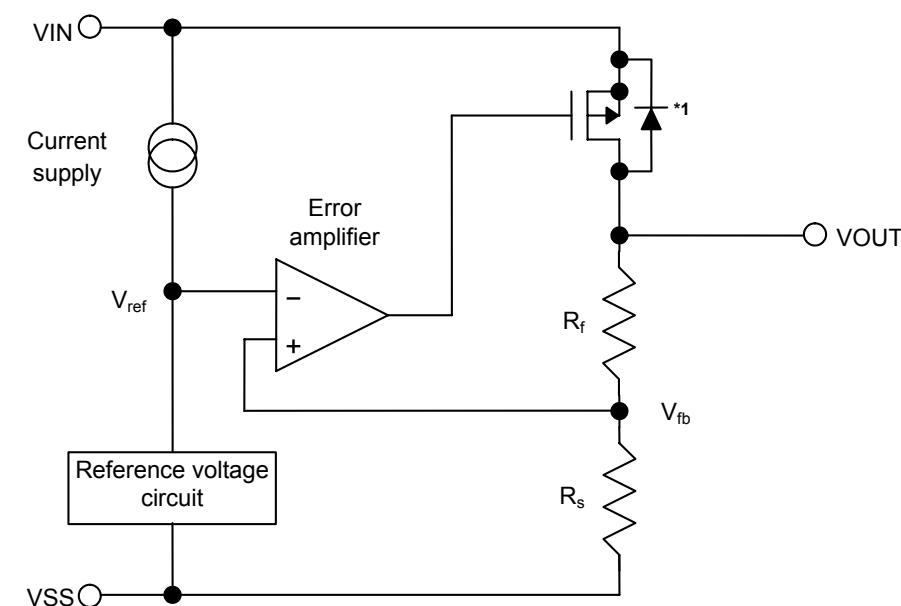 VIN
*1
Current
supply
Error
amplifier
VOUT
Vref
−
+
Rf
Vfb
Reference voltage
circuit
Rs
VSS